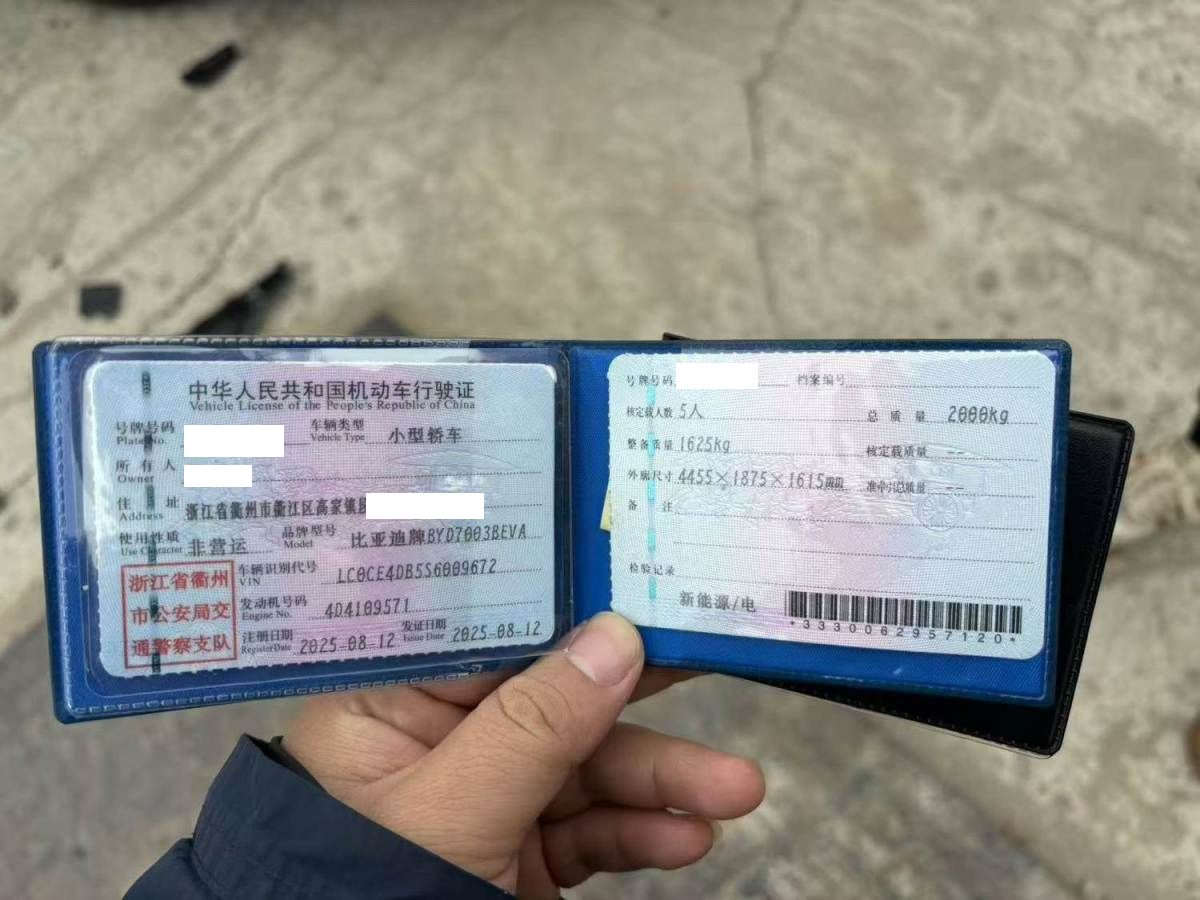 中华人民共和国机动车行驶证
Vehicle License of the People's Republic of China
号牌号码 车辆类型 小型轿车
Plate No. Vehicle Type
所有人
Owner
住址 浙江省衢州市衢江区高家镇
Address
使用性质 非营运 品牌型号 比亚迪牌BYD7003BEVA
Use Character Model
浙江省衢州
市公安局交
通警察支队
车辆识别代号 LC0CE4DB5S6009672
VIN
发动机号码 4D4109571
Engine No.
注册日期 2025-08-12 发证日期 2025-08-12
Register Date Issue Date
号牌号码 档案编号
核定载人数 5人 总质量 2000kg
整备质量 1625kg 核定载质量 --
外廓尺寸 4455×1875×1615mm 准牵引总质量 --
备注
检验记录
新能源/电
*3330062957120*